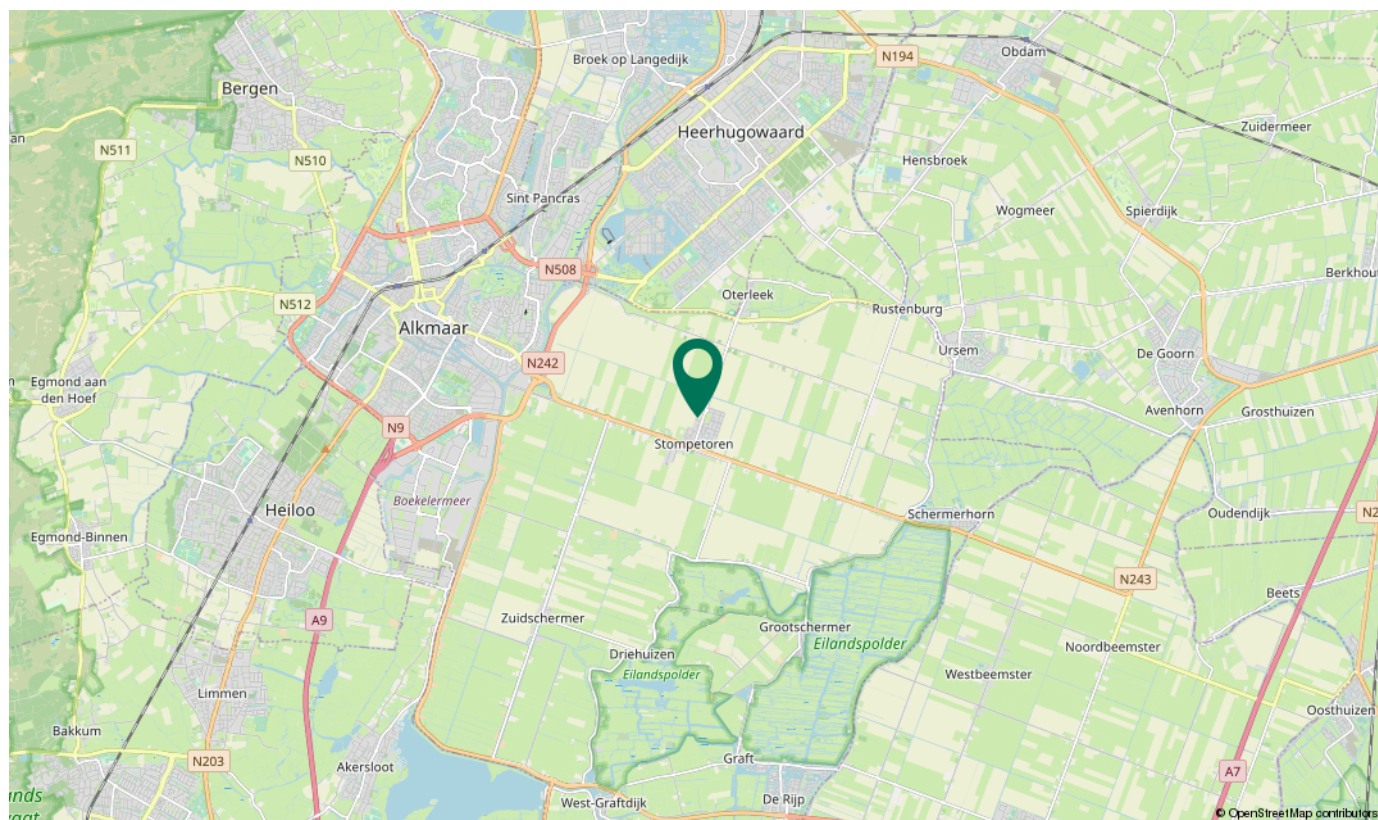 Obdam
N194
Broek op Langedijk
Bergen
Zuidermeer
Heerhugowaard
N511
N510
Hensbroek
Sint Pancras
Wogmeer
Spierdijk
N508
Berkhout
Oterleek
N512
Rustenburg
Alkmaar
Ursem
De Goorn
N242
Egmond aan
den Hoef
Avenhorn
Grosthuizen
N9
Stompetoren
Boekelermeer
Heiloo
Schermerhorn
Oudendijk
N2
Egmond-Binnen
N243
Beets
A9
Zuidschermer
Grootschermer
Eilandspolder
Noordbeemster
Driehuizen
Eilandspolder
Westbeemster
Limmen
Oosthuizen
Bakkum
N203
Graft
Akersloot
A7
West-Graftdijk
De Rijp
© OpenStreetMap contributors